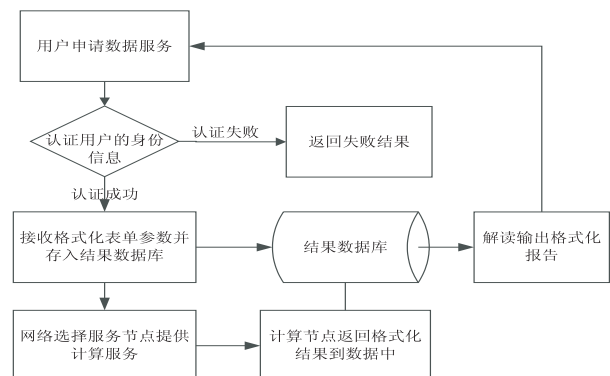 用户申请数据服务
认证用户的身份
信息
认证失败
返回失败结果
认证成功
接收格式化表单参数并
存入结果数据库
结果数据库
解读输出格式化
报告
网络选择服务节点提供
计算服务
计算节点返回格式化
结果到数据中